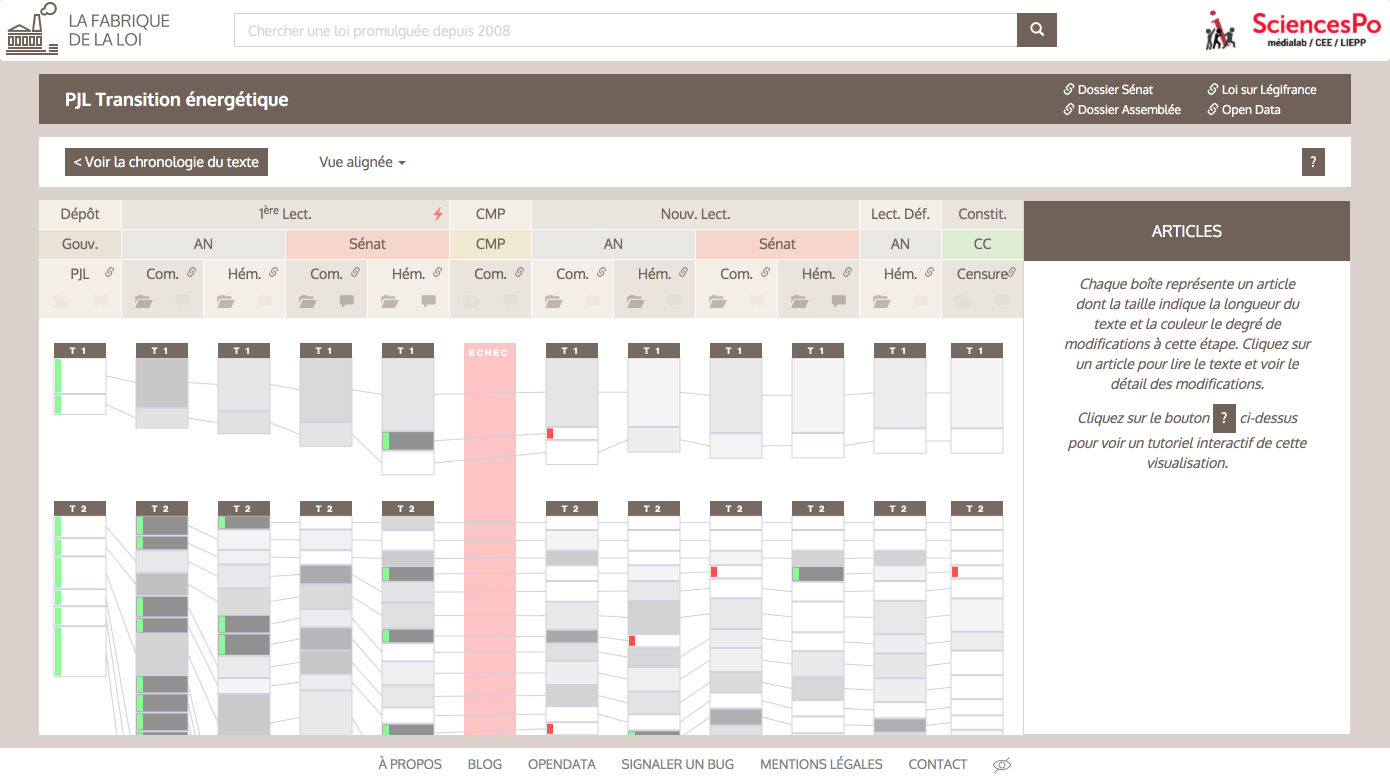 LA FABRIQUE
DE LA LOI
Chercher une loi promulguée depuis 2008
SciencesPo
médialab / CEE / LIEPP
PJL Transition énergétique
Dossier Sénat
Loi sur Légifrance
Dossier Assemblée
Open Data
< Voir la chronologie du texte
Vue alignée
?
Dépôt 1ère Lect. CMP Nouv. Lect. Lect. Déf. Constit.
Gouv. AN Sénat CMP AN Sénat AN CC
PJL Com. Hém. Com. Hém. Com. Com. Hém. Com. Hém. Hém. Censure
T 1 T 1 T 1 T 1 T 1 ECHEC T 1 T 1 T 1 T 1 T 1 T 1
T 2 T 2 T 2 T 2 T 2 T 2 T 2 T 2 T 2 T 2 T 2
ARTICLES
Chaque boîte représente un article
dont la taille indique la longueur du
texte et la couleur le degré de
modifications à cette étape. Cliquez sur
un article pour lire le texte et voir le
détail des modifications.
Cliquez sur le bouton ? ci-dessus
pour voir un tutoriel interactif de cette
visualisation.
À PROPOS BLOG OPENDATA SIGNALER UN BUG MENTIONS LÉGALES CONTACT